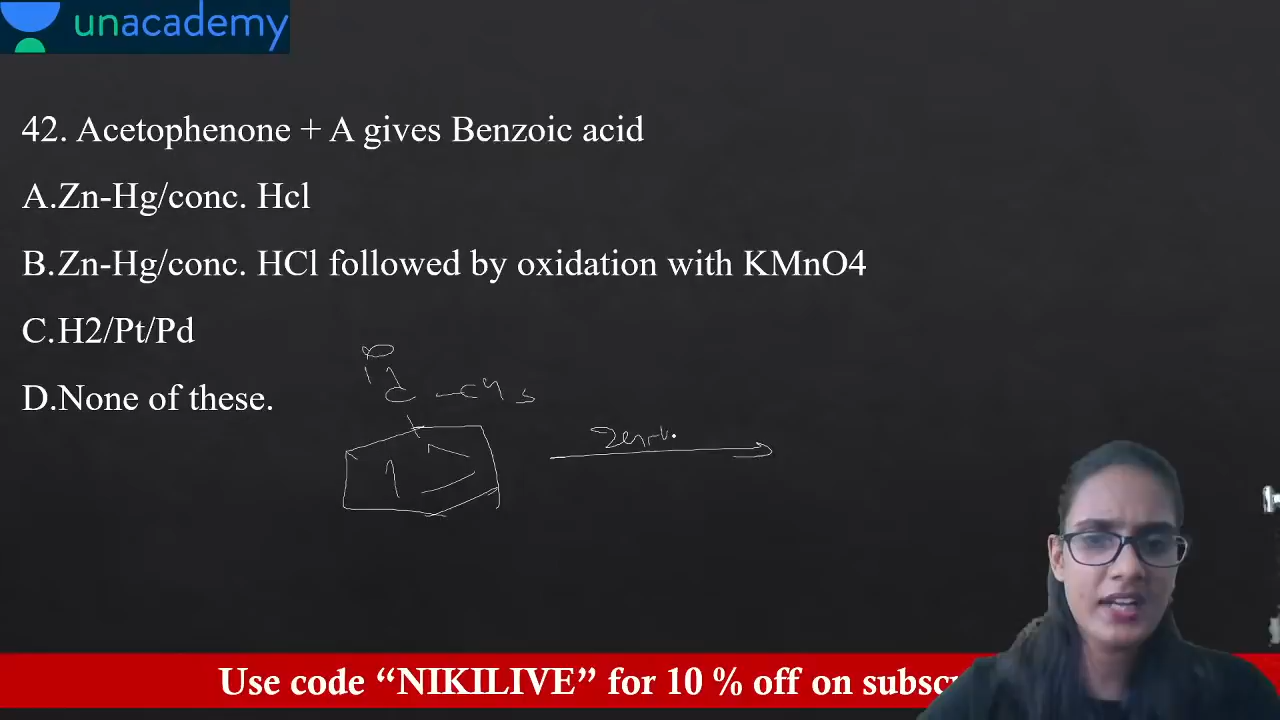 unacademy
42. Acetophenone + A gives Benzoic acid
A.Zn-Hg/conc. Hcl
B.Zn-Hg/conc. HCl followed by oxidation with KMnO4
C.H2/Pt/Pd
D.None of these.
C - CH3
Use code “NIKILIVE” for 10 % off on subsc